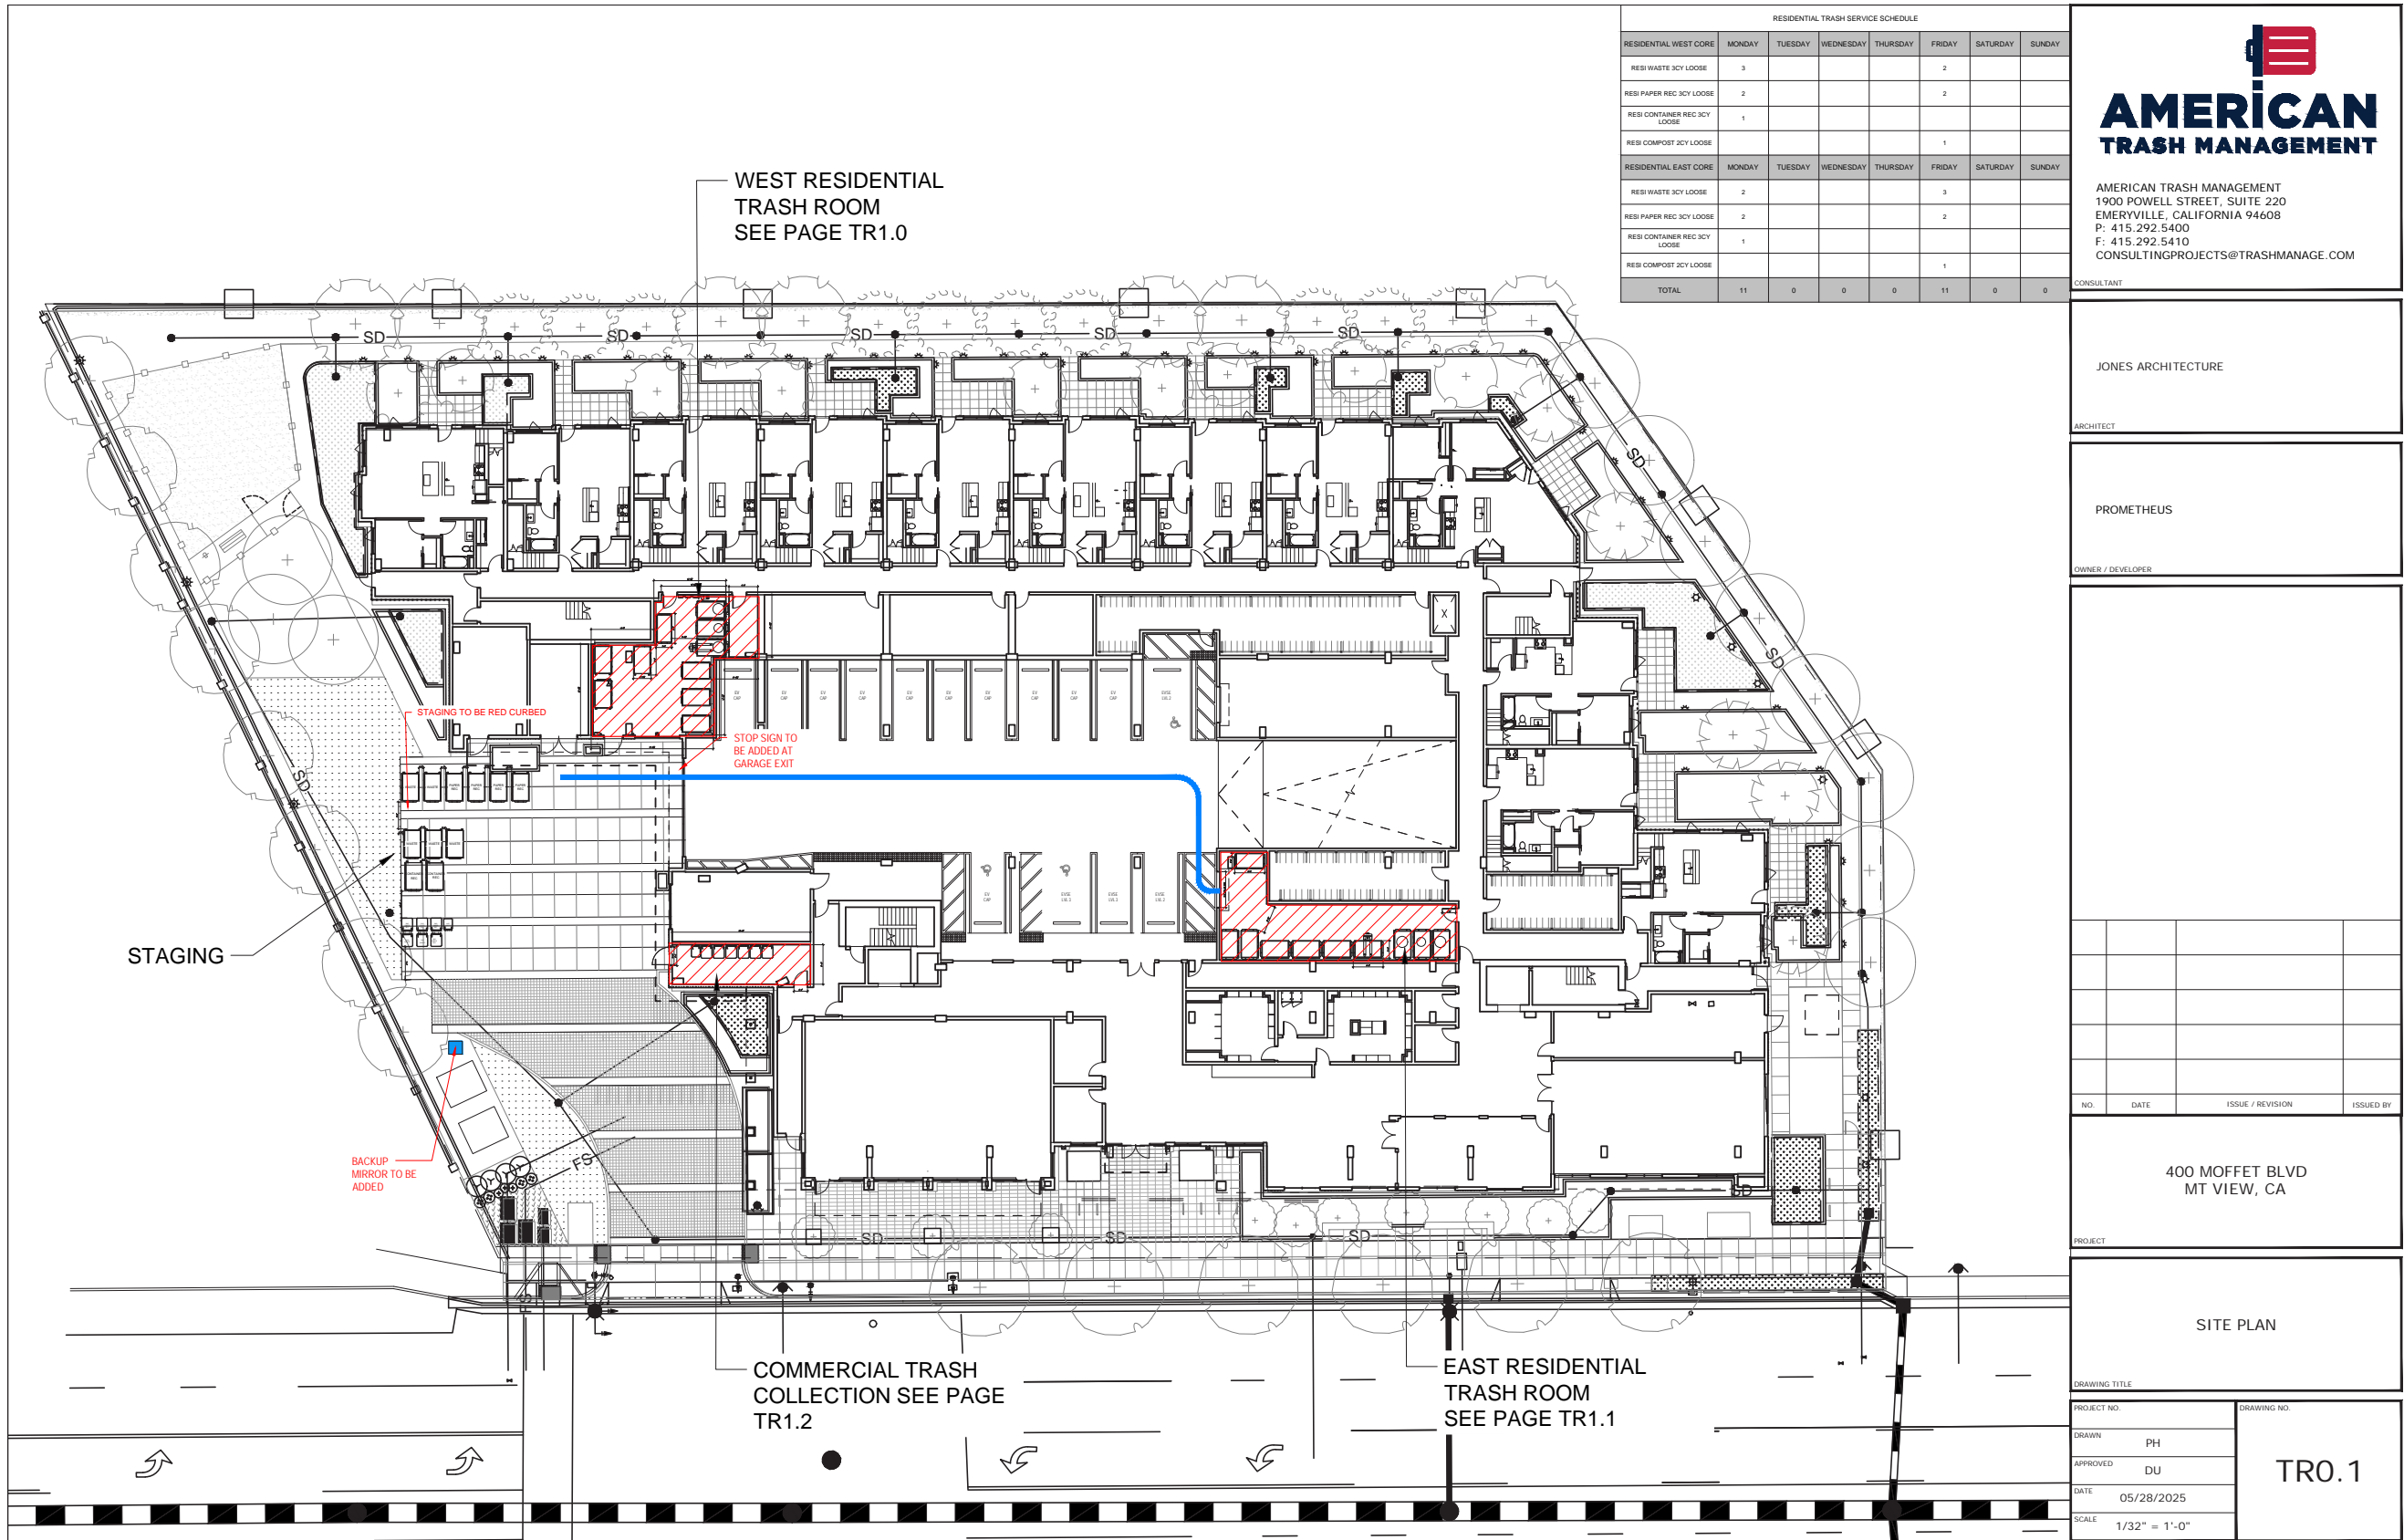 RESIDENTIAL TRASH SERVICE SCHEDULE
RESIDENTIAL WEST CORE MONDAY TUESDAY WEDNESDAY THURSDAY FRIDAY SATURDAY SUNDAY
RESI WASTE 3CY LOOSE 3 2
RESI PAPER REC 3CY LOOSE 2 2
RESI CONTAINER REC 3CY LOOSE 1
RESI COMPOST 2CY LOOSE 1
RESIDENTIAL EAST CORE MONDAY TUESDAY WEDNESDAY THURSDAY FRIDAY SATURDAY SUNDAY
RESI WASTE 3CY LOOSE 2 3
RESI PAPER REC 3CY LOOSE 2 2
RESI CONTAINER REC 3CY LOOSE 1
RESI COMPOST 2CY LOOSE 1
TOTAL 11 0 0 0 11 0 0
AMERICAN
TRASH MANAGEMENT
AMERICAN TRASH MANAGEMENT
1900 POWELL STREET, SUITE 220
EMERYVILLE, CALIFORNIA 94608
P: 415.292.5400
F: 415.292.5410
CONSULTINGPROJECTS@TRASHMANAGE.COM
CONSULTANT
JONES ARCHITECTURE
ARCHITECT
PROMETHEUS
OWNER / DEVELOPER
NO. DATE ISSUE / REVISION ISSUED BY
400 MOFFET BLVD
MT VIEW, CA
PROJECT
SITE PLAN
DRAWING TITLE
PROJECT NO.
DRAWN
PH
APPROVED
DU
DATE
05/28/2025
SCALE
1/32" = 1'-0"
DRAWING NO.
TR0.1
WEST RESIDENTIAL
TRASH ROOM
SEE PAGE TR1.0
SD SD SD SD SD
SD
SD
SD
STAGING TO BE RED CURBED
STOP SIGN TO
BE ADDED AT
GARAGE EXIT
STAGING
BACKUP
MIRROR TO BE
ADDED
FS
SD SD SD SD
COMMERCIAL TRASH
COLLECTION SEE PAGE
TR1.2
EAST RESIDENTIAL
TRASH ROOM
SEE PAGE TR1.1